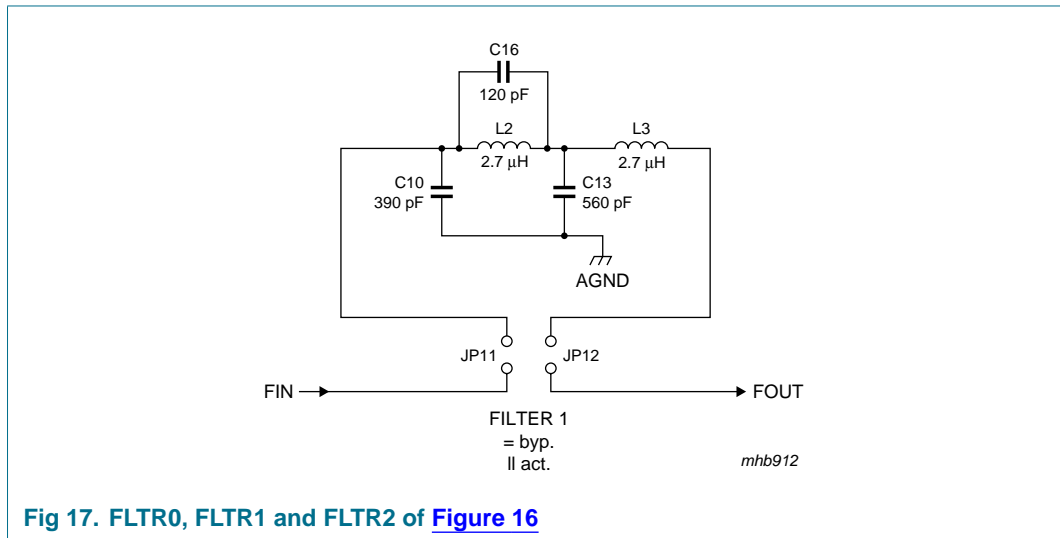 C16
120 pF
L2
2.7 μH
L3
2.7 μH
C10
390 pF
C13
560 pF
AGND
JP11
JP12
FIN
FOUT
FILTER 1
= byp.
ll act.
mhb912
Fig 17. FLTR0, FLTR1 and FLTR2 of Figure 16